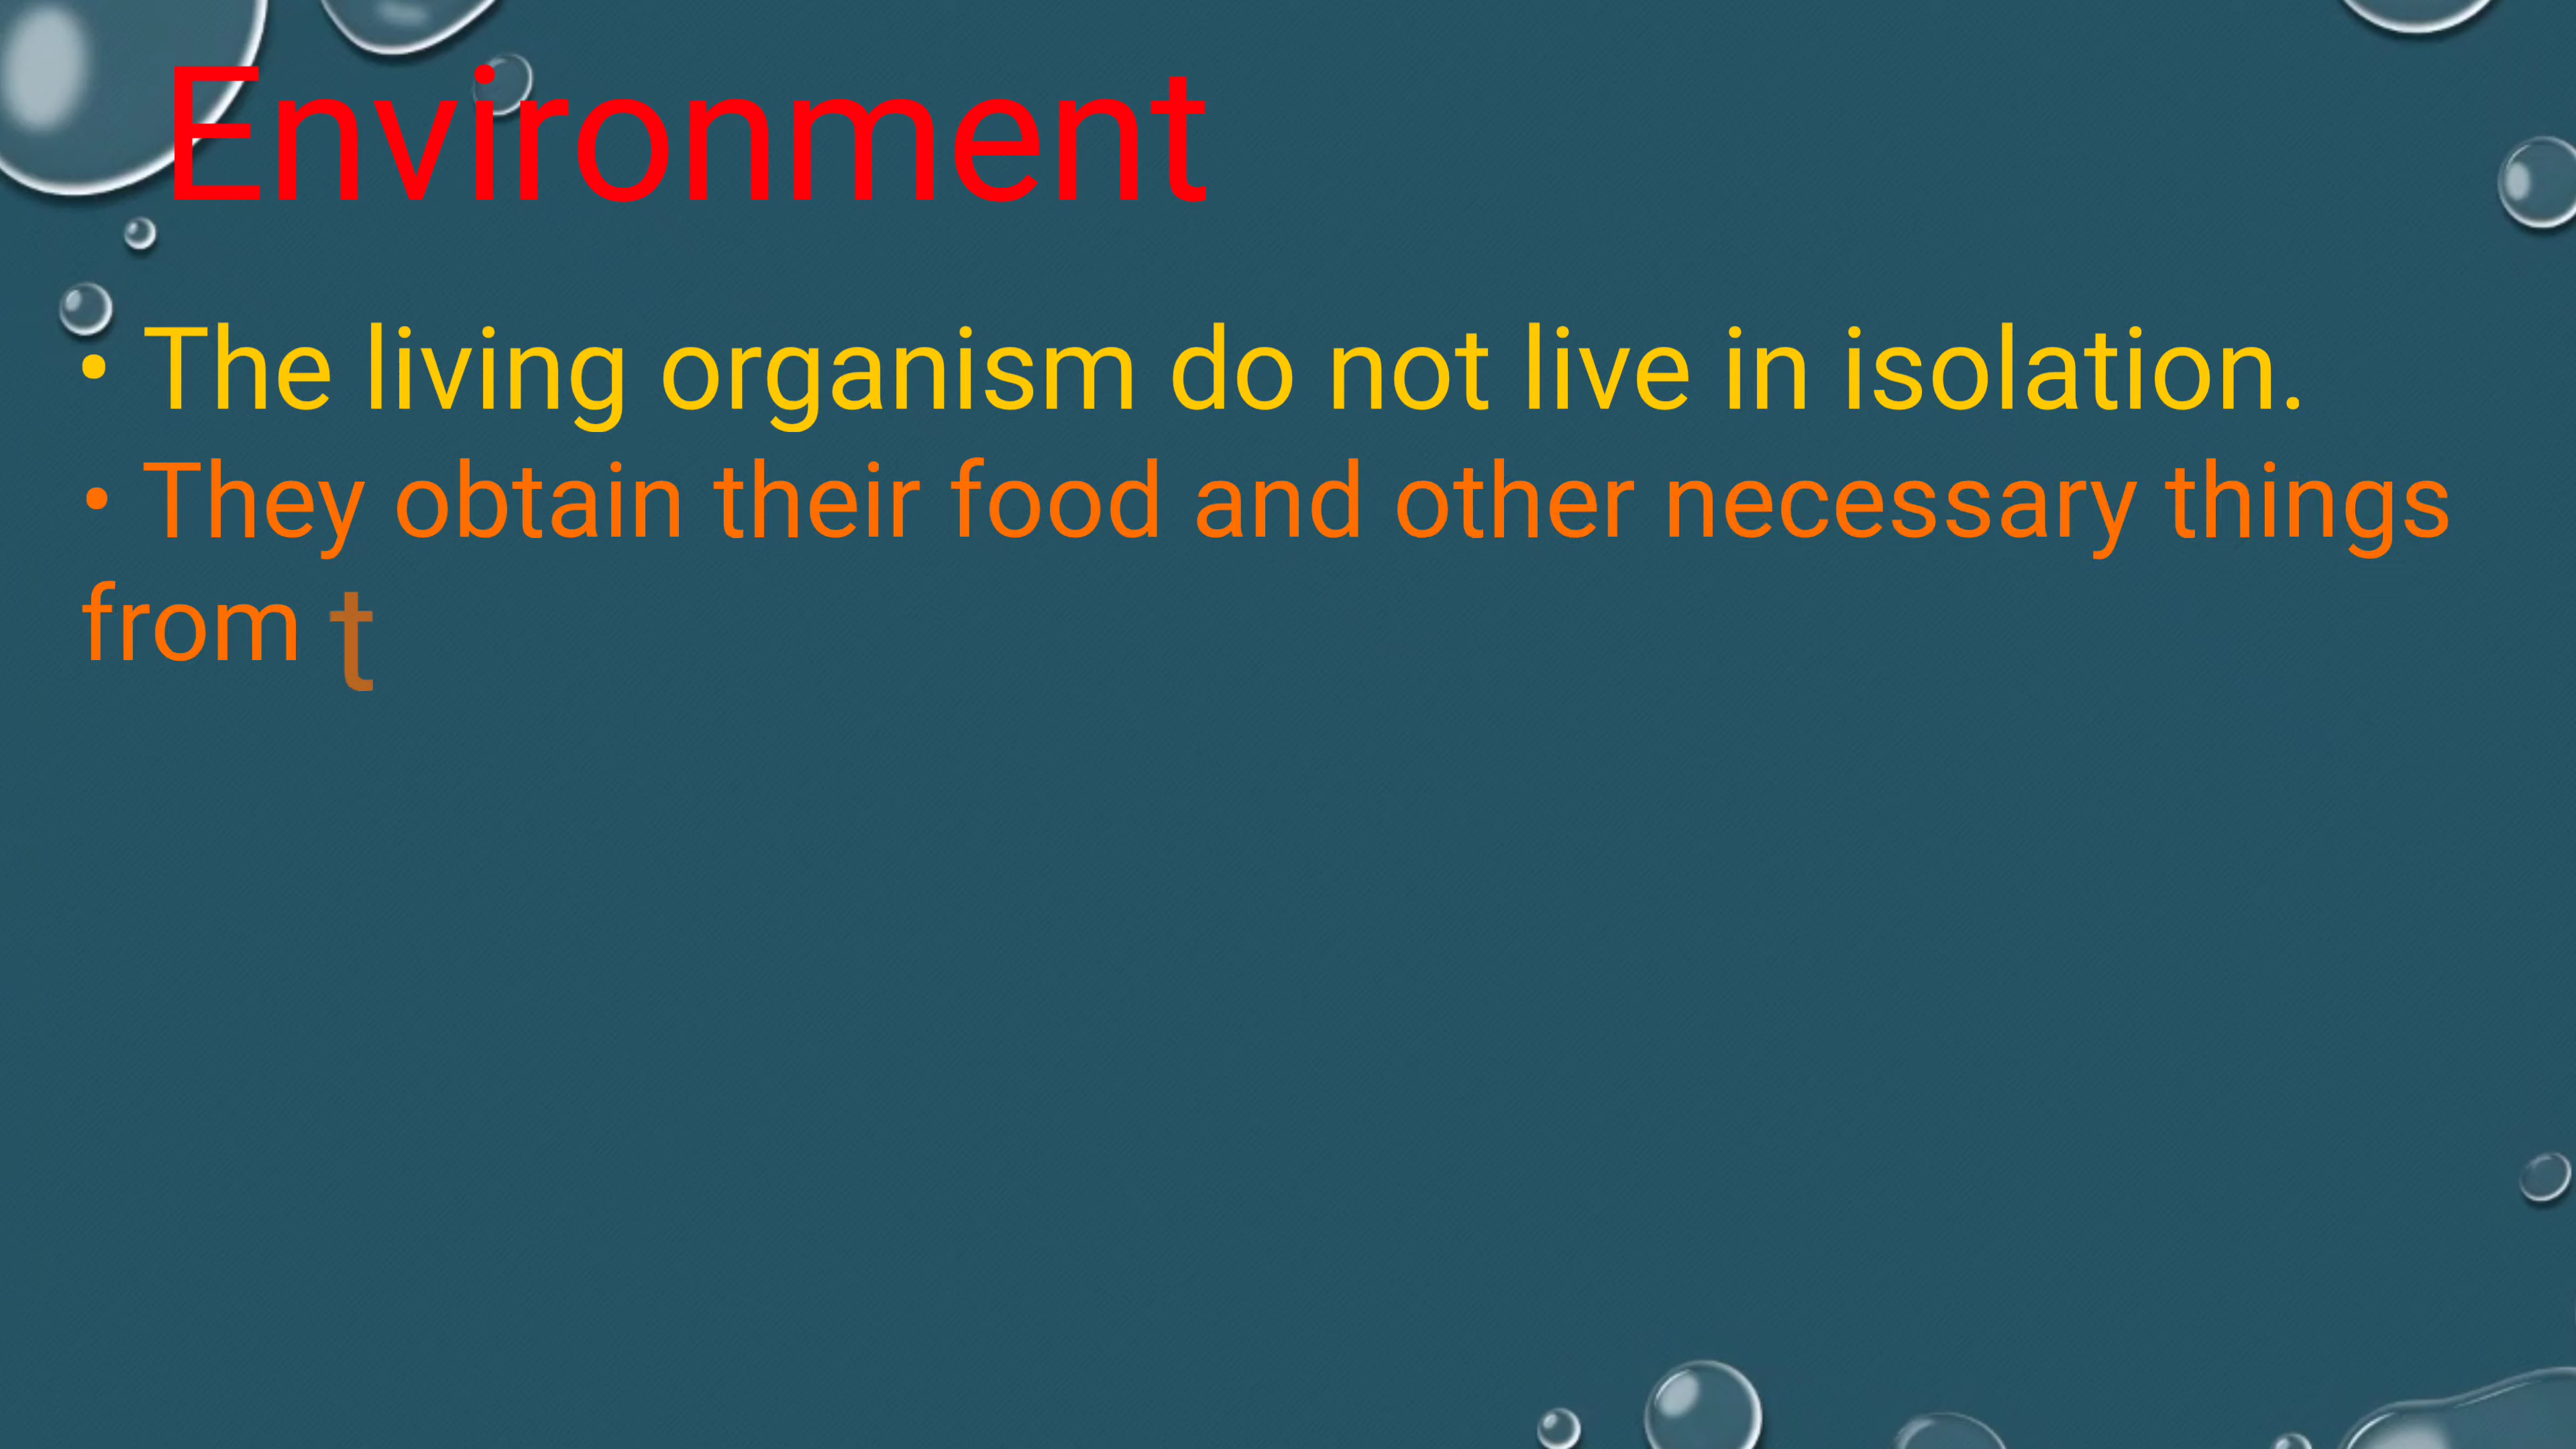 Environment
• The living organism do not live in isolation.
• They obtain their food and other necessary things
from t